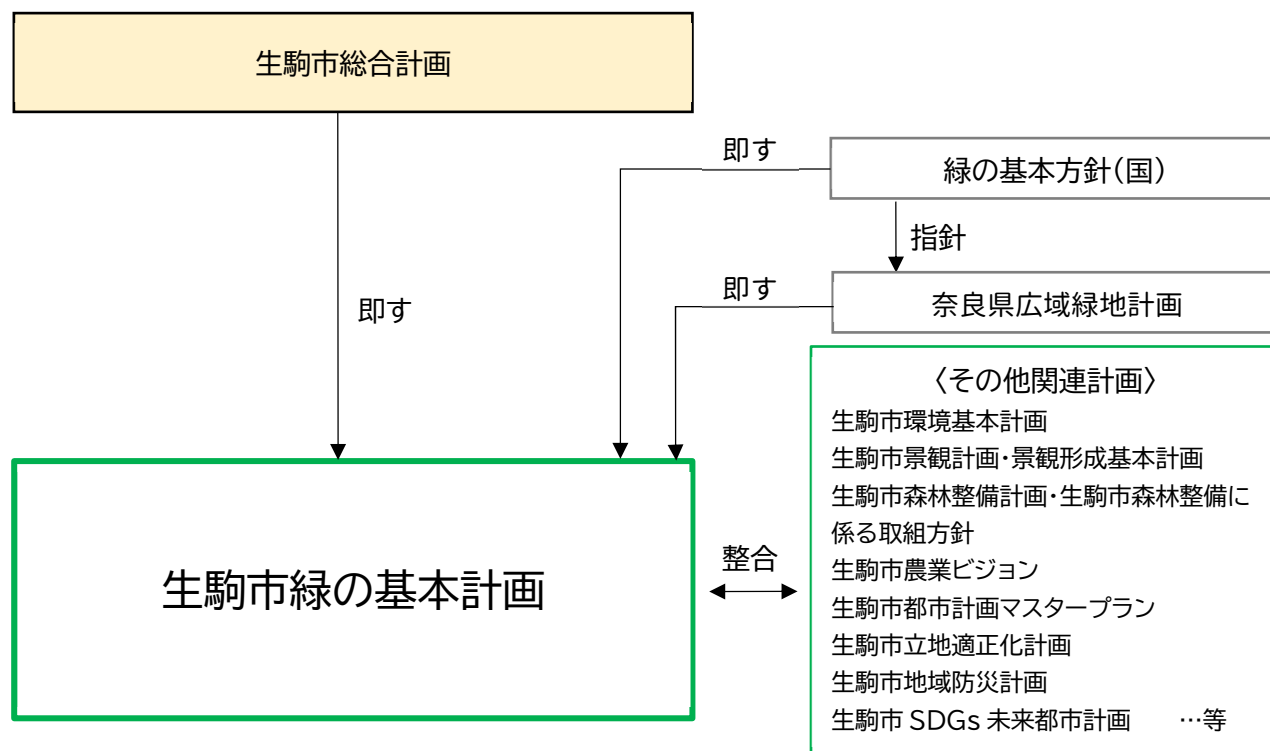 生駒市総合計画
即す
緑の基本方針(国)
指針
即す
奈良県広域緑地計画
即す
〈その他関連計画〉
生駒市環境基本計画
生駒市景観計画・景観形成基本計画
生駒市森林整備計画・生駒市森林整備に
係る取組方針
生駒市農業ビジョン
生駒市都市計画マスタープラン
生駒市立地適正化計画
生駒市地域防災計画
生駒市 SDGs 未来都市計画　　…等
整合
生駒市緑の基本計画